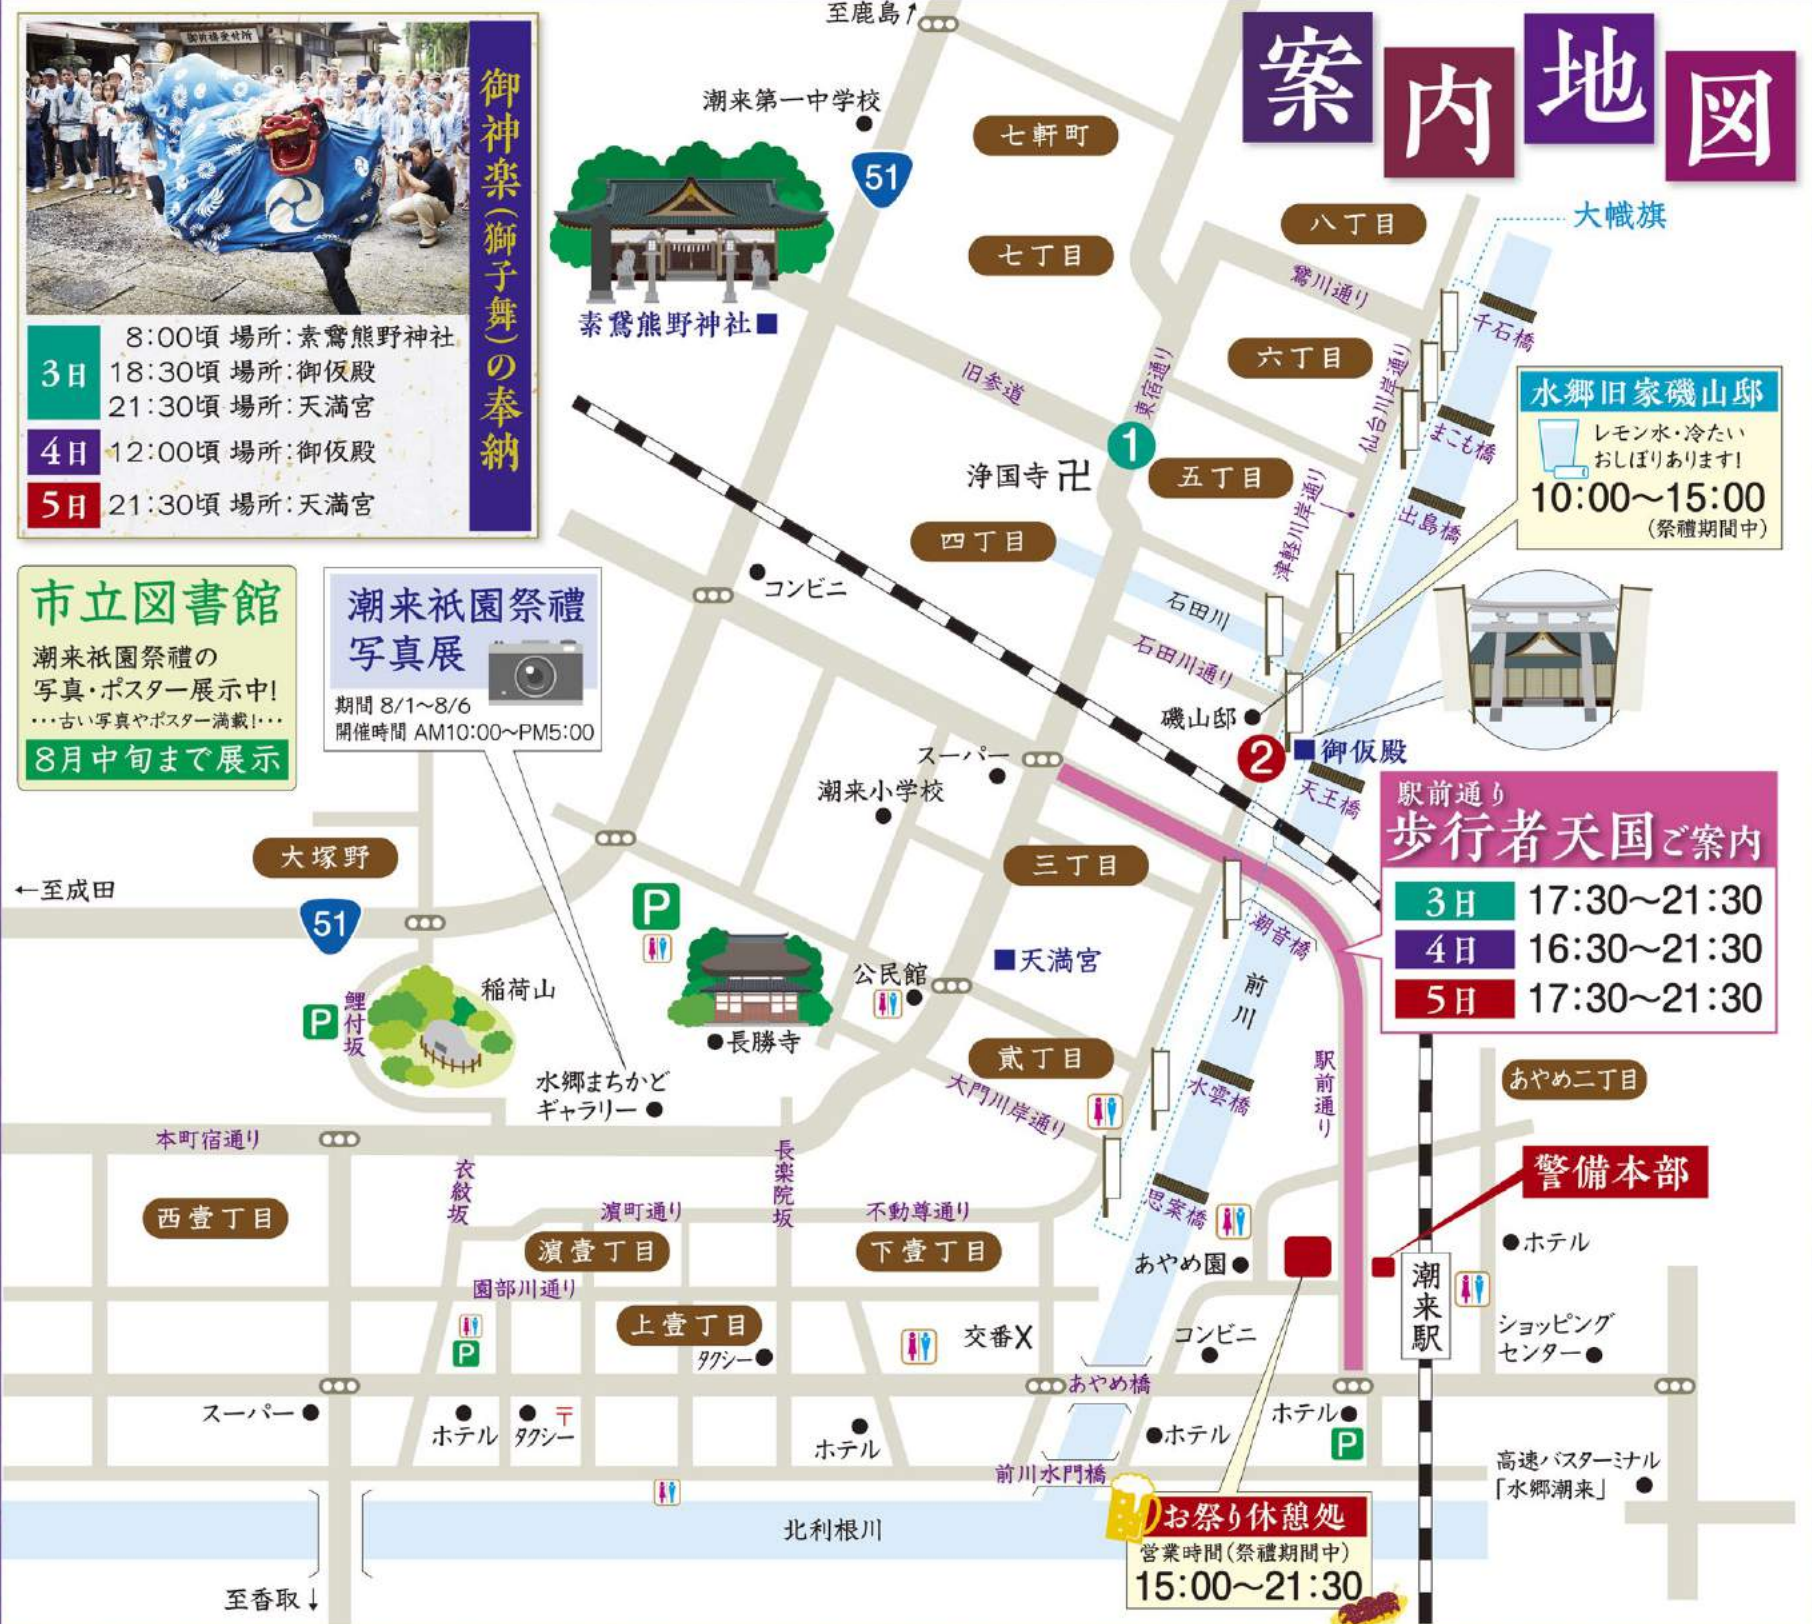 案内地図
御神楽(獅子舞)の奉納
3日
8:00頃 場所:素鵞熊野神社
18:30頃 場所:御仮殿
21:30頃 場所:天満宮
4日 12:00頃 場所:御仮殿
5日 21:30頃 場所:天満宮
至鹿島↑
潮来第一中学校
51
七軒町
七丁目
八丁目
大幟旗
鷲川通り
千石橋
素鵞熊野神社
旧参道
東宿通り
六丁目
仙台川岸通り
まこも橋
水郷旧家磯山邸
レモン水・冷たい
おしぼりあります!
10:00〜15:00
(祭禮期間中)
1
浄国寺卍
五丁目
出島橋
津軽川岸通り
四丁目
市立図書館
潮来祇園祭禮の
写真・ポスター展示中!
…古い写真やポスター満載!…
8月中旬まで展示
潮来祇園祭禮
写真展
期間 8/1〜8/6
開催時間 AM10:00〜PM5:00
コンビニ
石田川
石田川通り
磯山邸
2
御仮殿
スーパー
潮来小学校
天王橋
駅前通り
歩行者天国ご案内
3日 17:30〜21:30
4日 16:30〜21:30
5日 17:30〜21:30
大塚野
←至成田
51
P
三丁目
潮音橋
天満宮
公民館
前川
稲荷山
P
鯉付坂
長勝寺
貳丁目
水郷まちかど
ギャラリー
大門川岸通り
水雲橋
駅前通り
あやめ二丁目
本町宿通り
衣紋坂
長楽院坂
警備本部
西壹丁目
濱町通り
不動尊通り
思案橋
濱壹丁目
下壹丁目
あやめ園
ホテル
園部川通り
潮来駅
上壹丁目
P
タクシー
交番X
コンビニ
ショッピング
センター
あやめ橋
スーパー
ホテル
タクシー
〒
ホテル
ホテル
ホテル
P
前川水門橋
高速バスターミナル
「水郷潮来」
お祭り休憩処
営業時間(祭禮期間中)
15:00〜21:30
北利根川
至香取↓